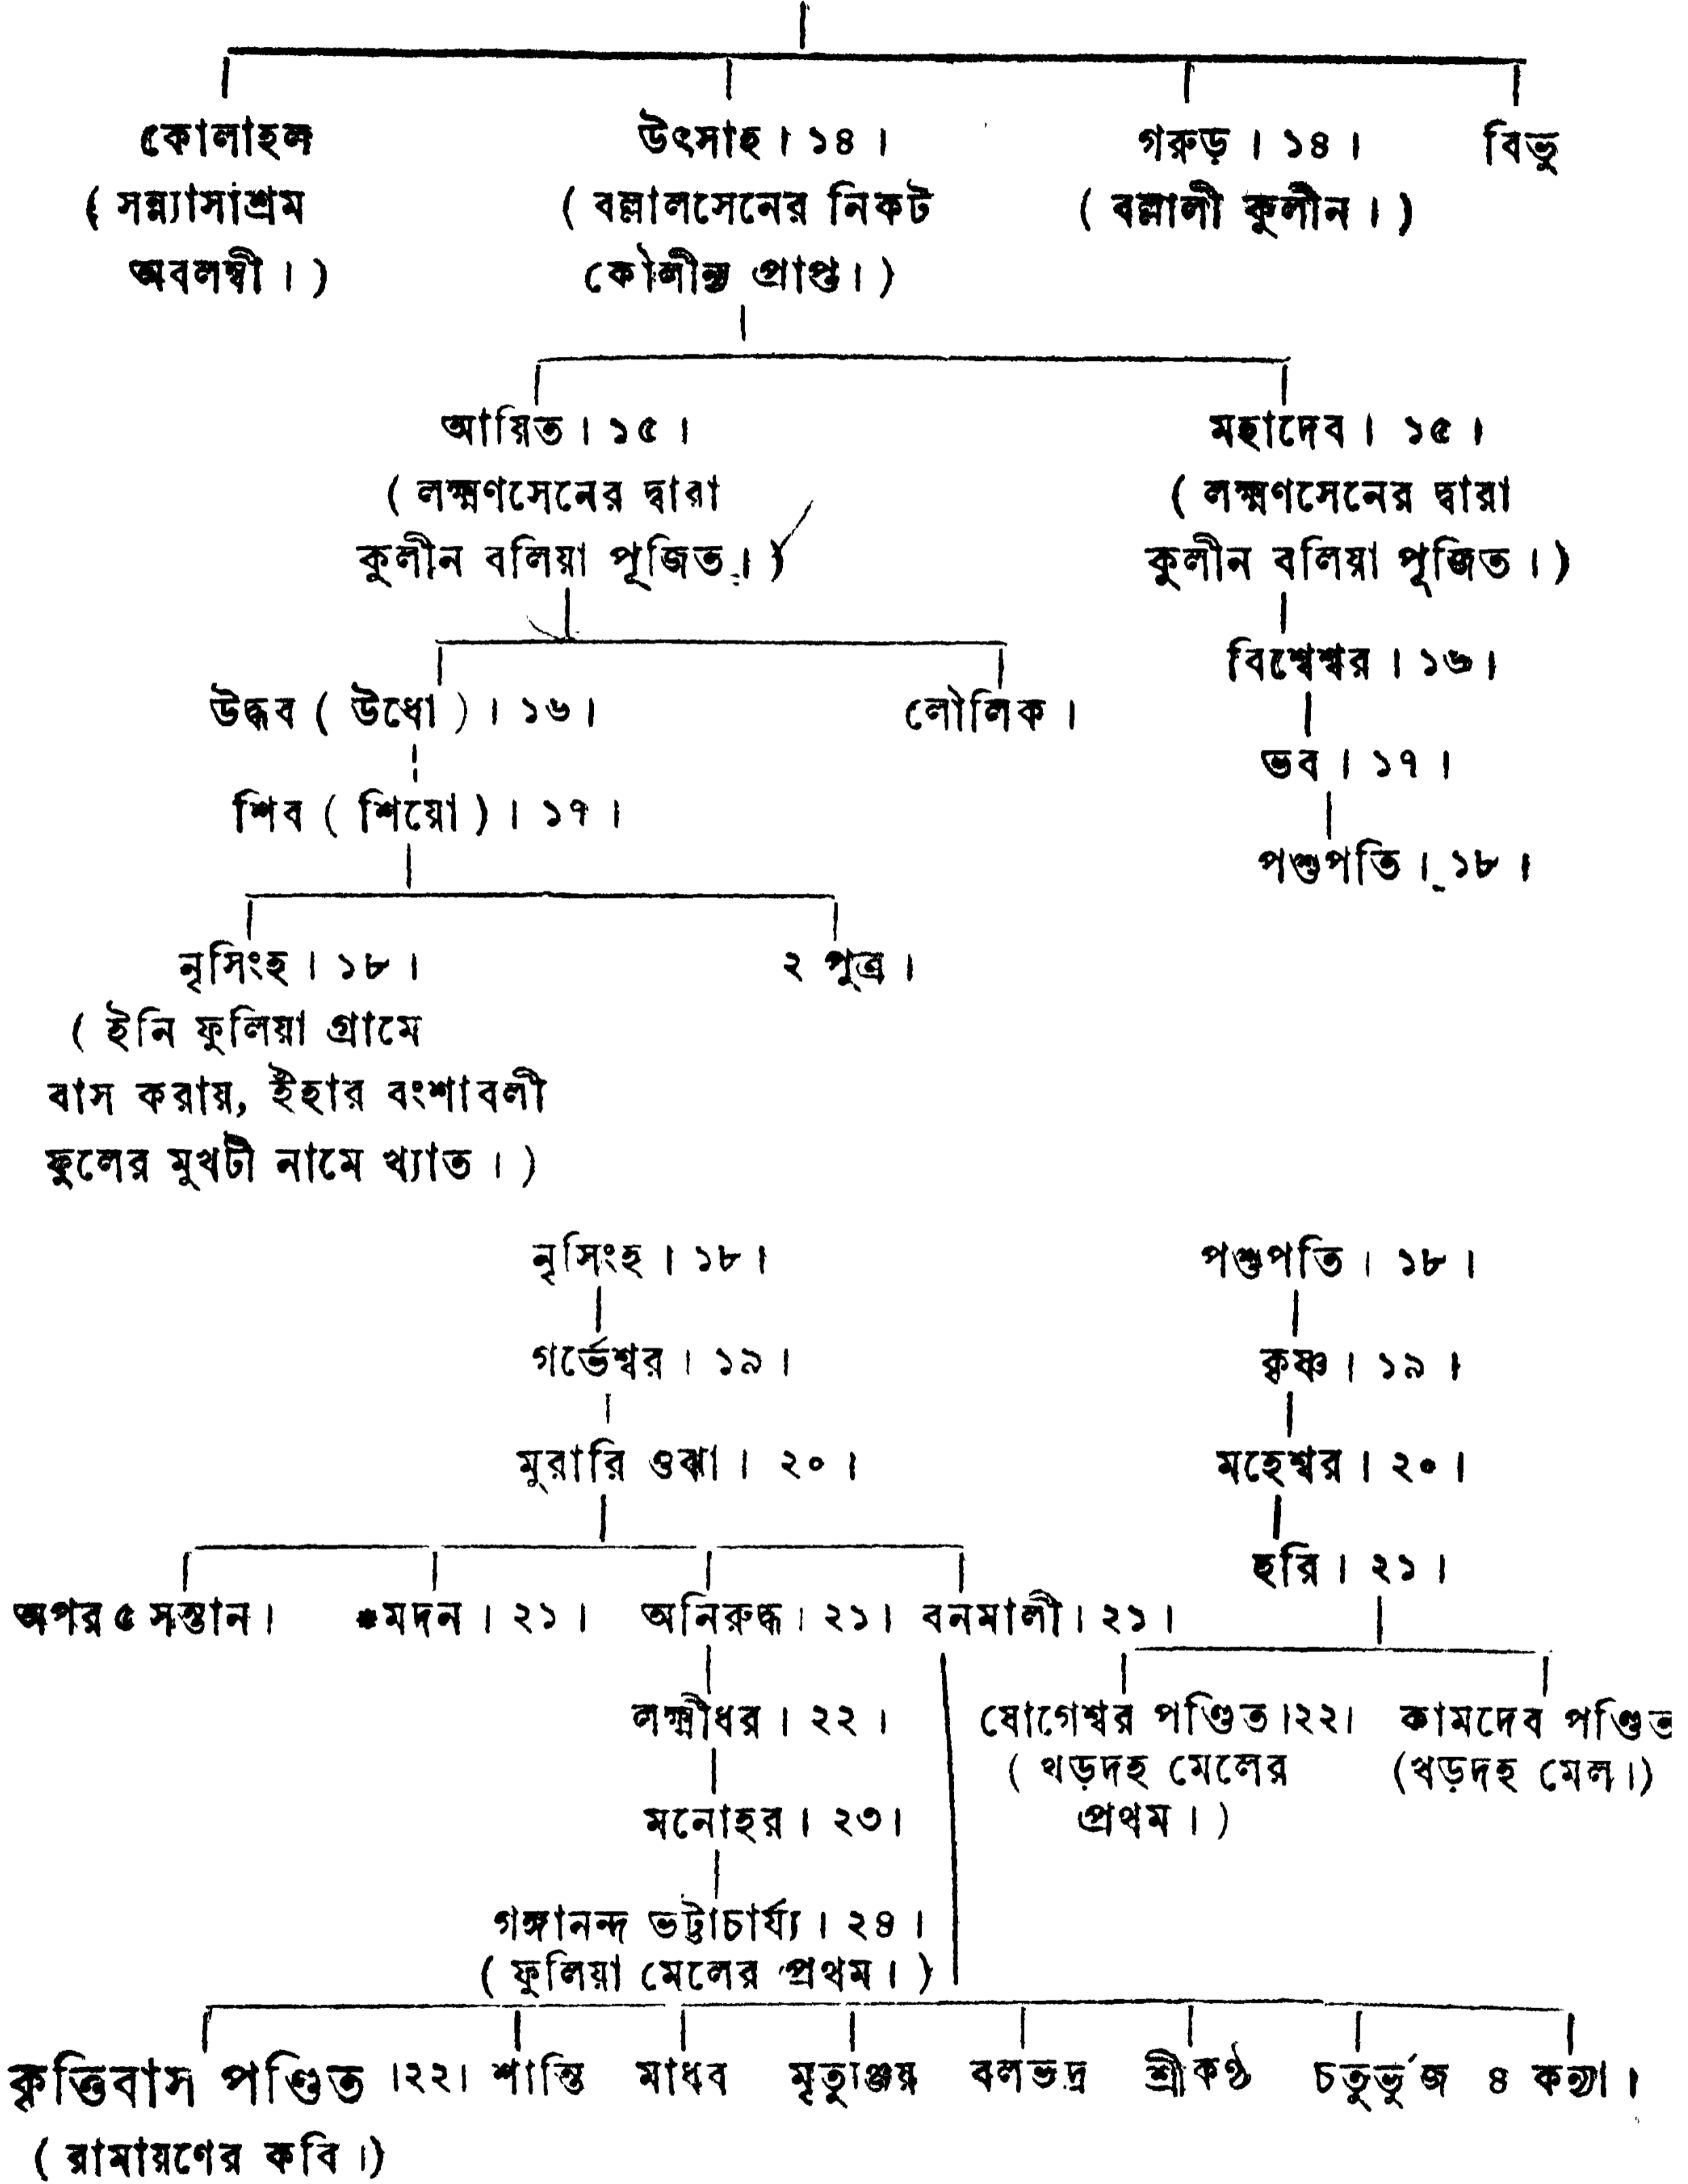 কোলাহল উৎসাহ। ১৪। গরুড়। ১৪। বিভু
( সন্ন্যাসাশ্রম ( বল্লালসেনের নিকট ( বল্লালী কুলীন। )
অবলম্বী। ) কৌলীন্য প্রাপ্ত। )
আয়িত। ১৫। মহাদেব। ১৫।
( লক্ষ্মণসেনের দ্বারা ( লক্ষ্মণসেনের দ্বারা
কুলীন বলিয়া পূজিত। ) কুলীন বলিয়া পূজিত। )
বিশ্বেশ্বর। ১৬।
উদ্ধব ( উধো )। ১৬। লৌলিক।
ভব। ১৭।
শিব ( শিয়ো )। ১৭।
পশুপতি। ১৮।
নৃসিংহ। ১৮। ২ পুত্র।
( ইনি ফুলিয়া গ্রামে
বাস করায়, ইঁহার বংশাবলী
ফুলের মুখটী নামে খ্যাত। )
নৃসিংহ। ১৮। পশুপতি। ১৮।
গর্ভেশ্বর। ১৯। কৃষ্ণ। ১৯।
মুরারি ওঝা। ২০। মহেশ্বর। ২০।
হরি। ২১।
অপর ৫ সন্তান। *মদন। ২১। অনিরুদ্ধ। ২১। বনমালী। ২১।
লক্ষ্মীধর। ২২। যোগেশ্বর পণ্ডিত।২২। কামদেব পণ্ডিত
( খড়দহ মেলের (খড়দহ মেল।)
মনোহর। ২৩। প্রথম। )
গঙ্গানন্দ ভট্টাচার্য্য। ২৪।
( ফুলিয়া মেলের প্রথম। )
কৃত্তিবাস পণ্ডিত ।২২। শান্তি মাধব মৃত্যুঞ্জয় বলভদ্র শ্রীকণ্ঠ চতুর্ভুজ ৪ কন্যা।
( রামায়ণের কবি।)